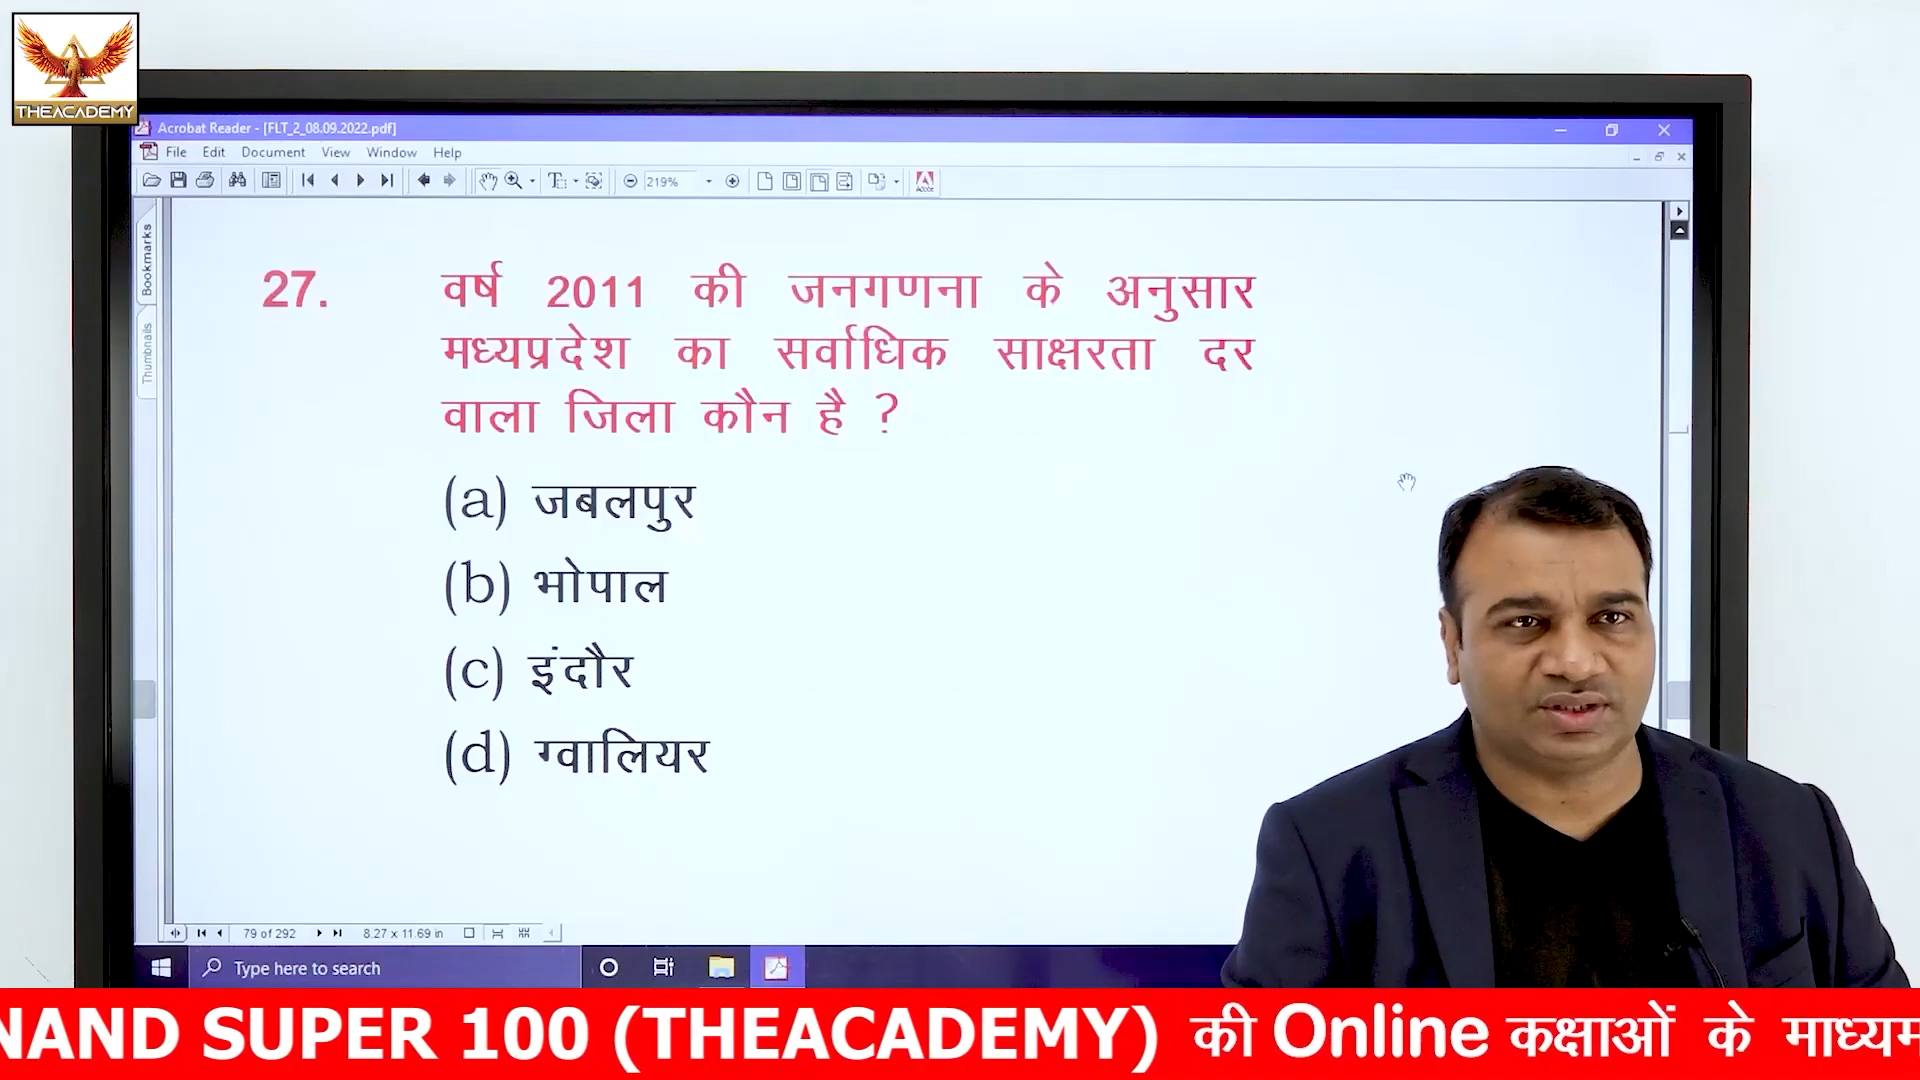 THEACADEMY
Acrobat Reader - [FLT_2_08.09.2022.pdf]
File Edit Document View Window Help
219%
Bookmarks
Thumbnails
27. वर्ष 2011 की जनगणना के अनुसार
मध्यप्रदेश का सर्वाधिक साक्षरता दर
वाला जिला कौन है ?
(a) जबलपुर
(b) भोपाल
(c) इंदौर
(d) ग्वालियर
79 of 292 8.27 x 11.69 in
Type here to search
NAND SUPER 100 (THEACADEMY) की Online कक्षाओं के माध्यम